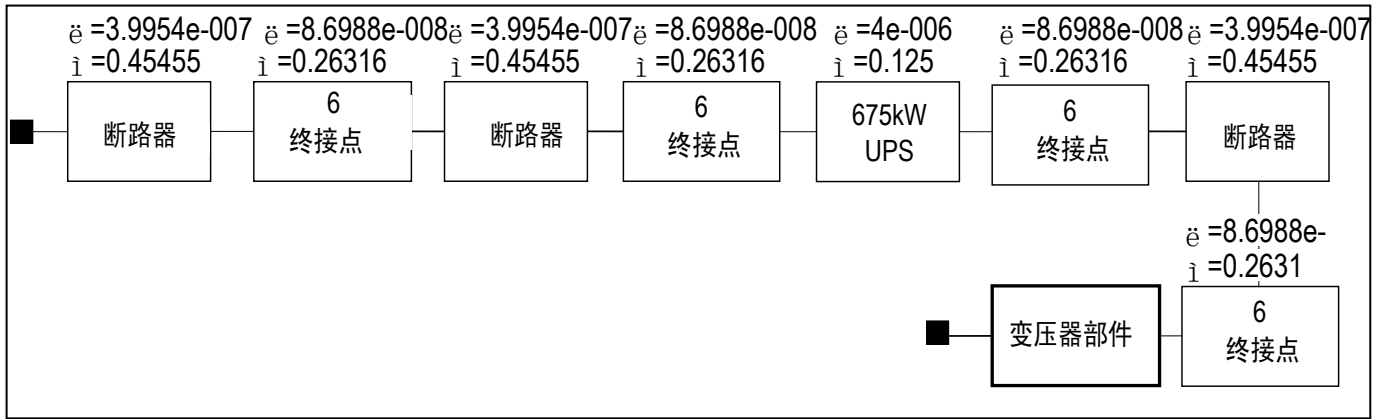 ë =3.9954e-007 ë =8.6988e-008 ë =3.9954e-007 ë =8.6988e-008 ë =4e-006 ë =8.6988e-008 ë =3.9954e-007
ì =0.45455 ì =0.26316 ì =0.45455 ì =0.26316 ì =0.125 ì =0.26316 ì =0.45455
断路器
6
终接点
断路器
6
终接点
675kW
UPS
6
终接点
断路器
ë =8.6988e-
ì =0.2631
变压器部件
6
终接点